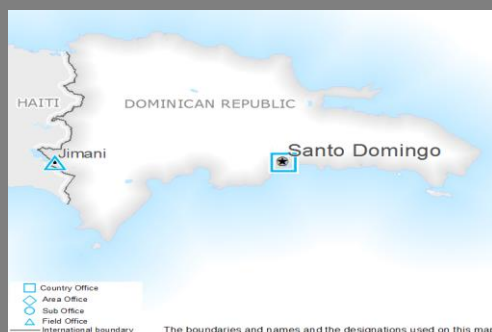 HAITI
DOMINICAN REPUBLIC
Jimani
Santo Domingo
Country Office
Area Office
Sub Office
Field Office
International boundary
The boundaries and names and the designations used on this map